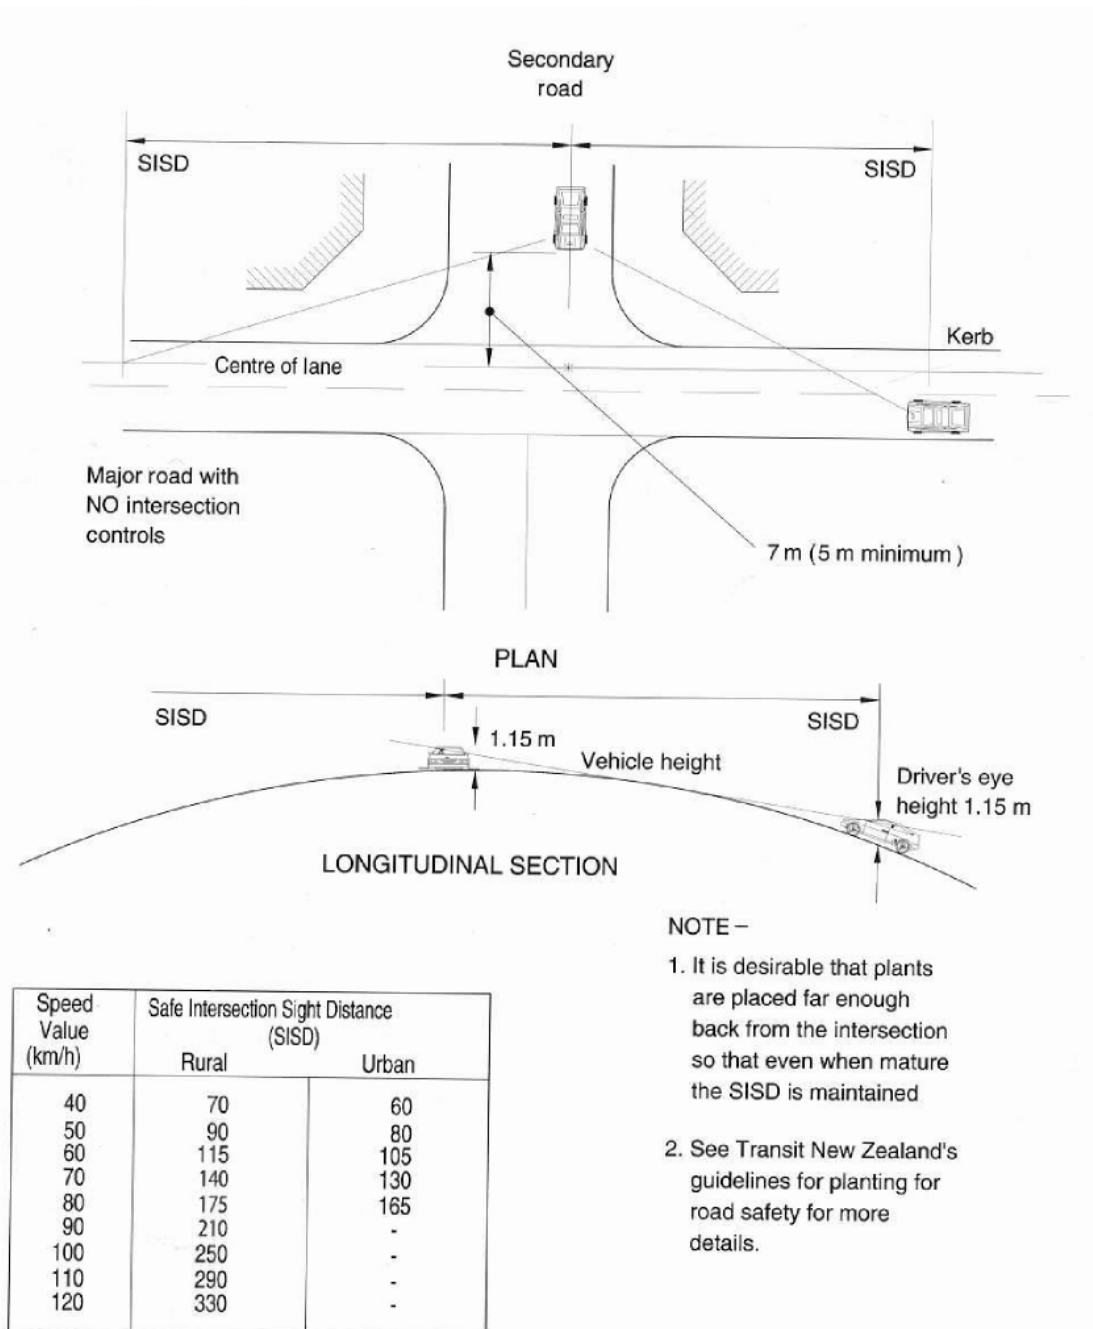 Secondary
road
SISD
SISD
Kerb
Centre of lane
Major road with
NO intersection
controls
7 m (5 m minimum )
PLAN
SISD
SISD
1.15 m
Vehicle height
Driver's eye
height 1.15 m
LONGITUDINAL SECTION
NOTE –
1. It is desirable that plants
are placed far enough
back from the intersection
so that even when mature
the SISD is maintained
2. See Transit New Zealand's
guidelines for planting for
road safety for more
details.
Speed Value (km/h) Safe Intersection Sight Distance (SISD)
Rural Urban
40 70 60
50 90 80
60 115 105
70 140 130
80 175 165
90 210 -
100 250 -
110 290 -
120 330 -